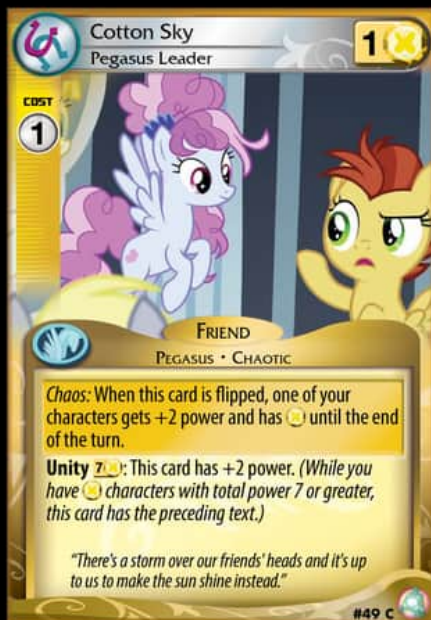 Cotton Sky
Pegasus Leader
1
COST
1
FRIEND
PEGASUS • CHAOTIC
Chaos: When this card is flipped, one of your
characters gets +2 power and has until the end
of the turn.
Unity 7: This card has +2 power. (While you
have characters with total power 7 or greater,
this card has the preceding text.)
"There's a storm over our friends' heads and it's up
to us to make the sun shine instead."
#49 C